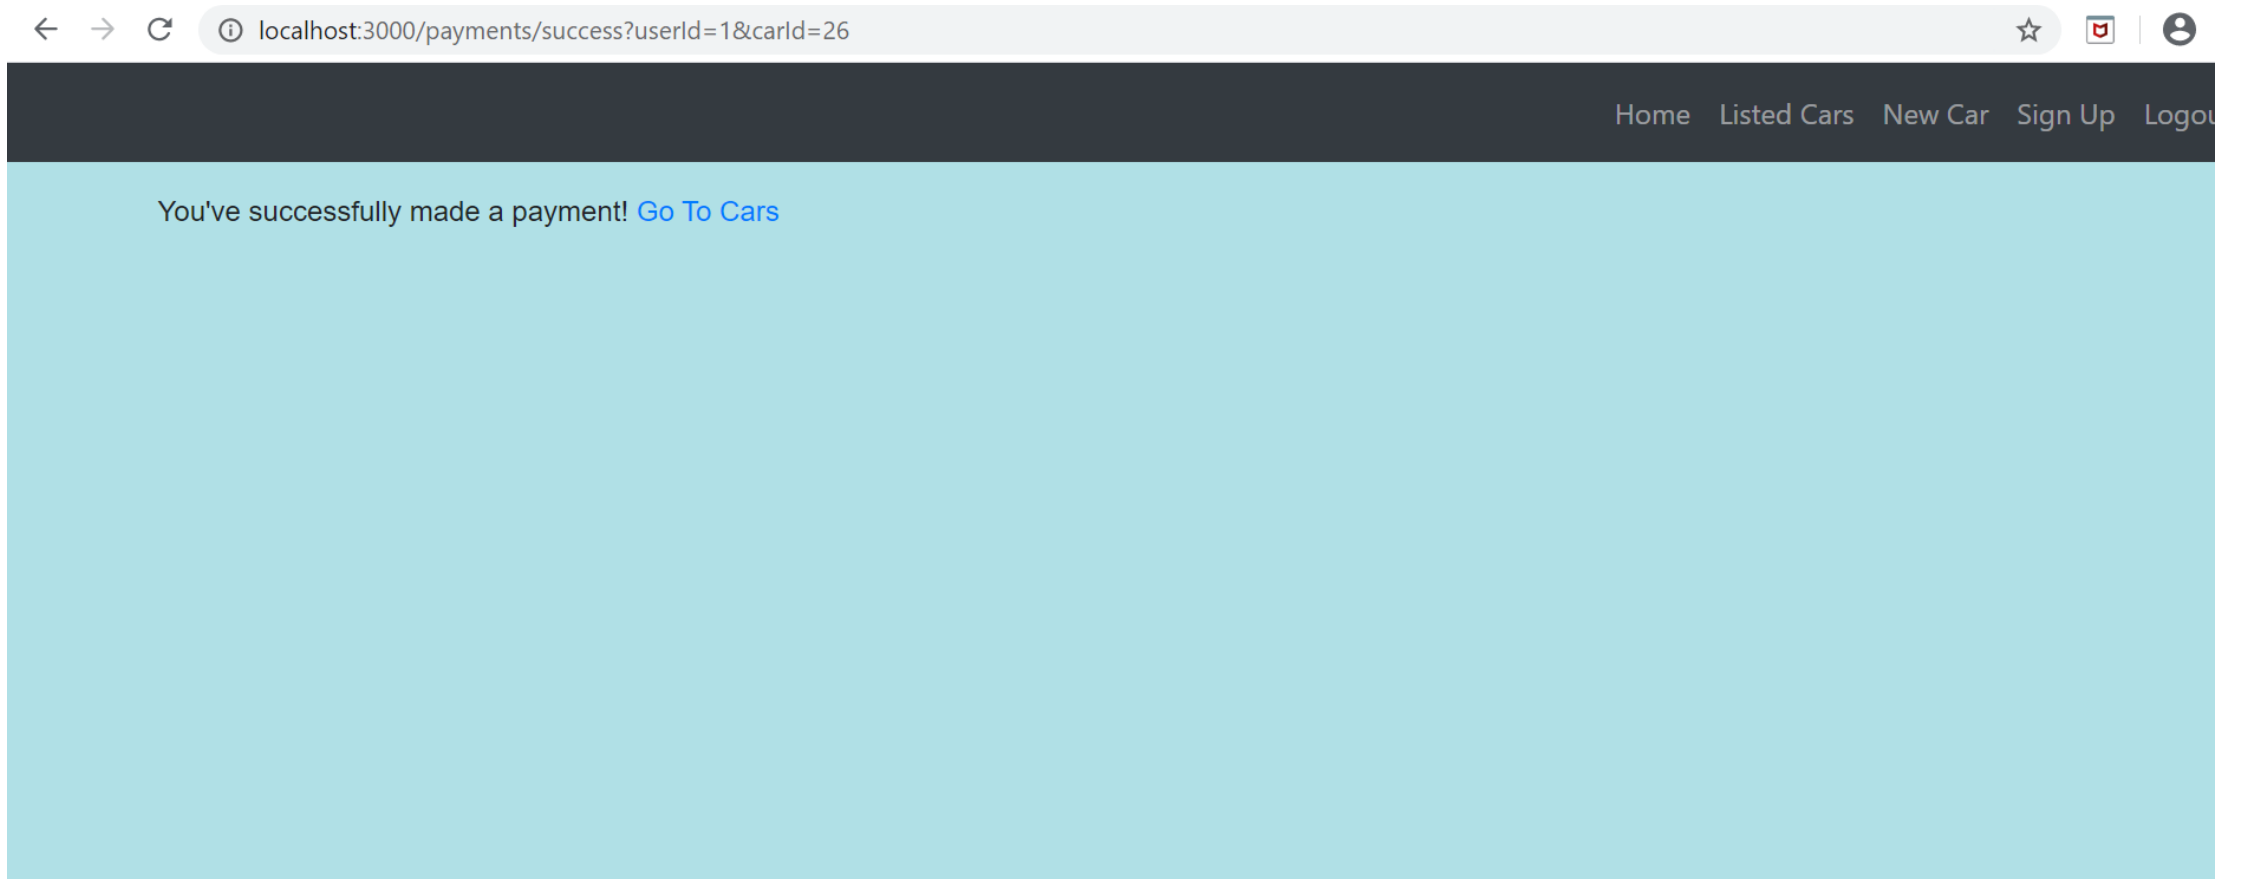 localhost:3000/payments/success?userId=1&carId=26
Home Listed Cars New Car Sign Up Logou
You've successfully made a payment! Go To Cars